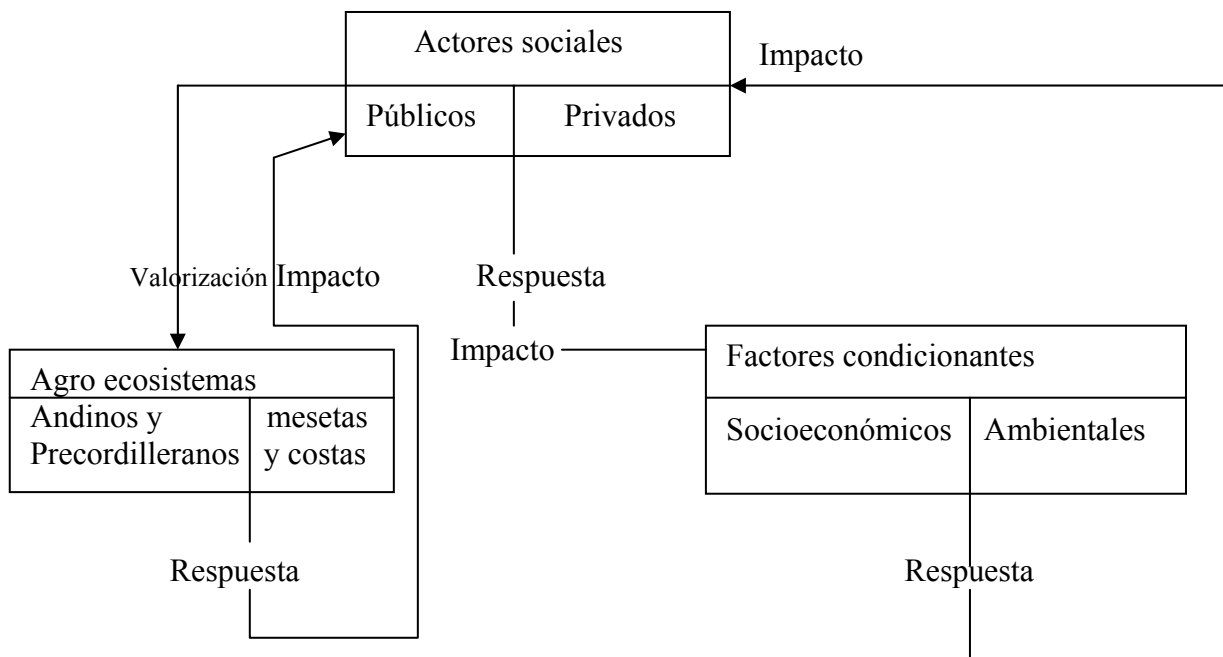 Actores sociales
Impacto
Públicos Privados
Valorización Impacto
Respuesta
Impacto
Factores condicionantes
Agro ecosistemas
Andinos y mesetas
Precordilleranos y costas
Socioeconómicos Ambientales
Respuesta
Respuesta